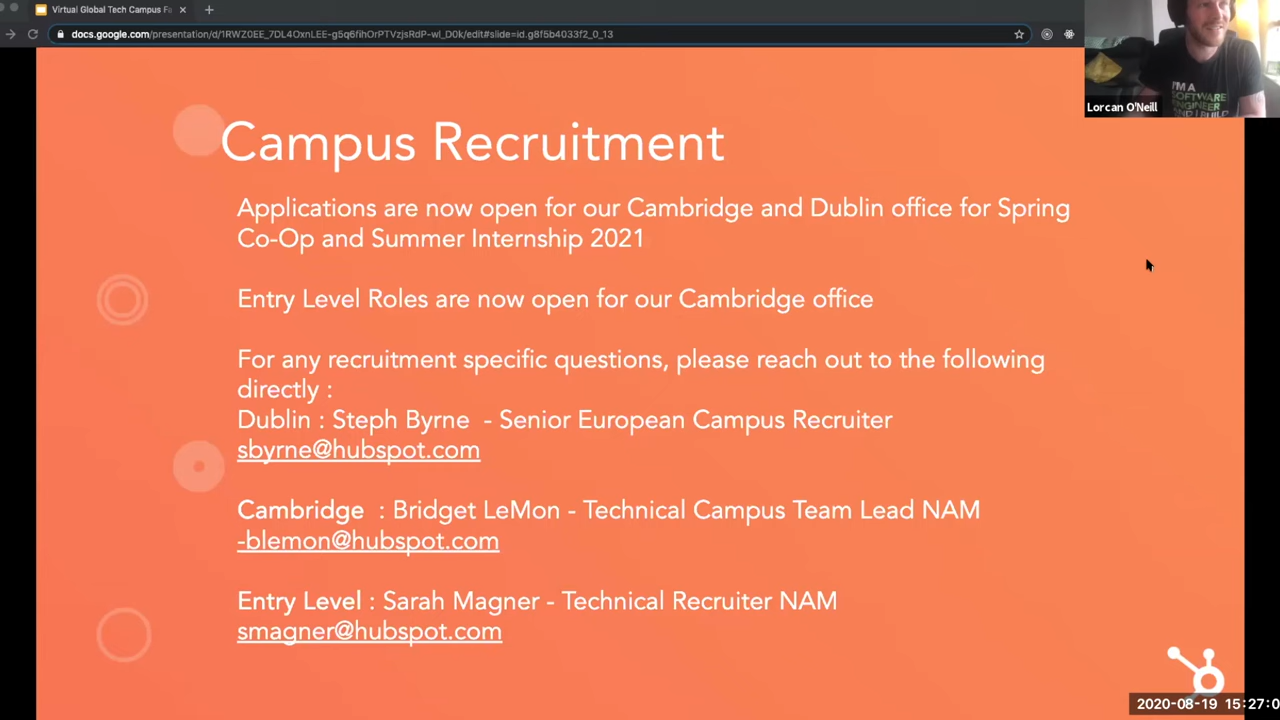 Virtual Global Tech Campus Fa
docs.google.com/presentation/d/1RWZ0EE_7DL4OxnLEE-g5q6fihOrPTVzjsRdP-wl_D0k/edit#slide=id.g8f5b4033f2_0_13
I'M A
SOFTWARE
ENGINEER
AND I BUILD
Lorcan O'Neill
Campus Recruitment
Applications are now open for our Cambridge and Dublin office for Spring
Co-Op and Summer Internship 2021
Entry Level Roles are now open for our Cambridge office
For any recruitment specific questions, please reach out to the following
directly :
Dublin : Steph Byrne - Senior European Campus Recruiter
sbyrne@hubspot.com
Cambridge : Bridget LeMon - Technical Campus Team Lead NAM
-blemon@hubspot.com
Entry Level : Sarah Magner - Technical Recruiter NAM
smagner@hubspot.com
2020-08-19 15:27:0